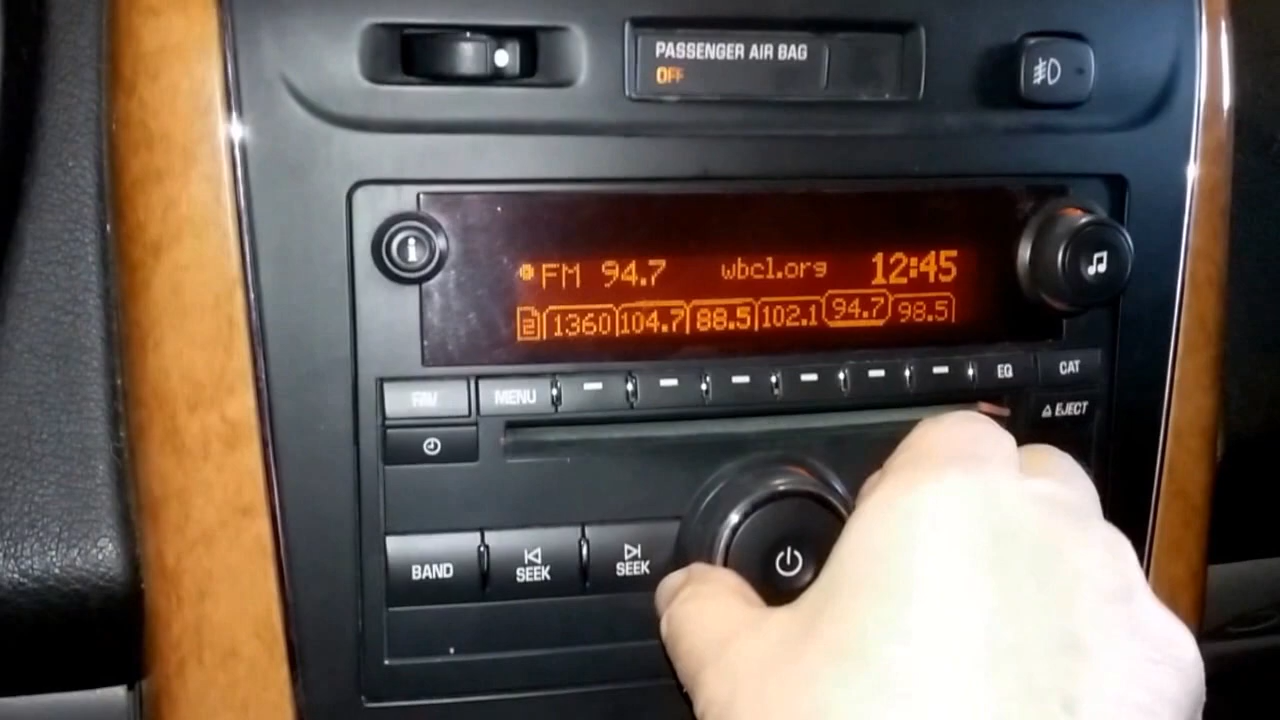 PASSENGER AIR BAG
OFF
i
FM 94.7 wbcl.org 12:45
2 1360 104.7 88.5 102.1 94.7 98.5
FAV MENU EQ CAT
EJECT
BAND SEEK SEEK